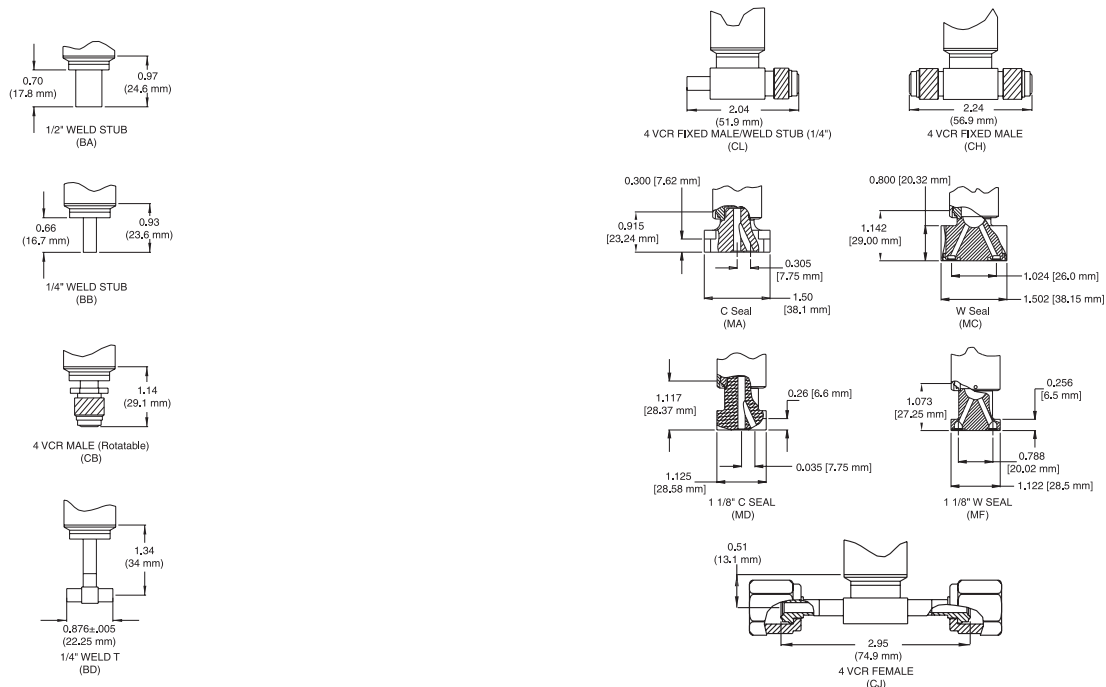 0.70
(17.8 mm)
0.97
(24.6 mm)
1/2" WELD STUB
(BA)
0.66
(16.7 mm)
0.93
(23.6 mm)
1/4" WELD STUB
(BB)
1.14
(29.1 mm)
4 VCR MALE (Rotatable)
(CB)
1.34
(34 mm)
0.876±.005
(22.25 mm)
1/4" WELD T
(BD)
2.04
(51.9 mm)
4 VCR FIXED MALE/WELD STUB (1/4")
(CL)
2.24
(56.9 mm)
4 VCR FIXED MALE
(CH)
0.300 [7.62 mm]
0.915
[23.24 mm]
0.305
[7.75 mm]
1.50
[38.1 mm]
C Seal
(MA)
0.800 [20.32 mm]
1.142
[29.00 mm]
1.024 [26.0 mm]
1.502 [38.15 mm]
W Seal
(MC)
1.117
[28.37 mm]
0.26 [6.6 mm]
0.035 [7.75 mm]
1.125
[28.58 mm]
1 1/8" C SEAL
(MD)
1.073
[27.25 mm]
0.256
[6.5 mm]
0.788
[20.02 mm]
1.122 [28.5 mm]
1 1/8" W SEAL
(MF)
0.51
(13.1 mm)
2.95
(74.9 mm)
4 VCR FEMALE
(CJ)